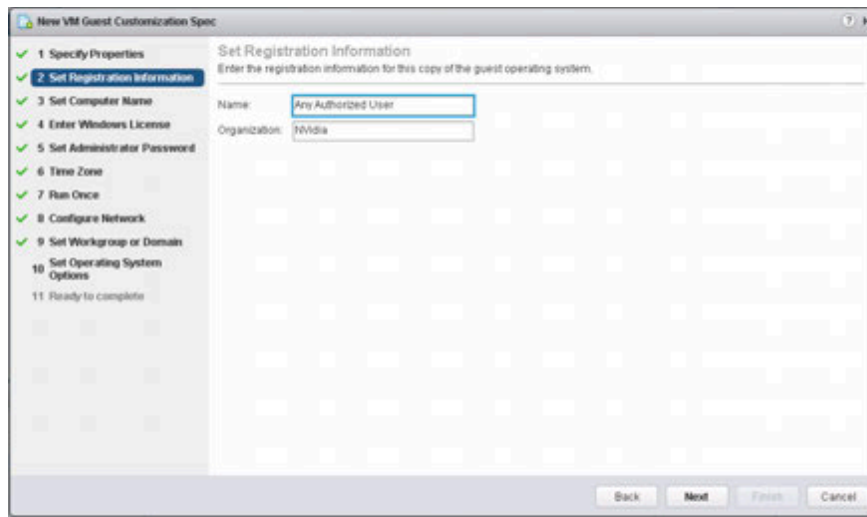 New VM Guest Customization Spec
1 Specify Properties
2 Set Registration Information
3 Set Computer Name
4 Enter Windows License
5 Set Administrator Password
6 Time Zone
7 Run Once
8 Configure Network
9 Set Workgroup or Domain
10 Set Operating System
Options
11 Ready to complete
Set Registration Information
Enter the registration information for this copy of the guest operating system.
Name: Any Authorized User
Organization: NVidia
Back Next Finish Cancel